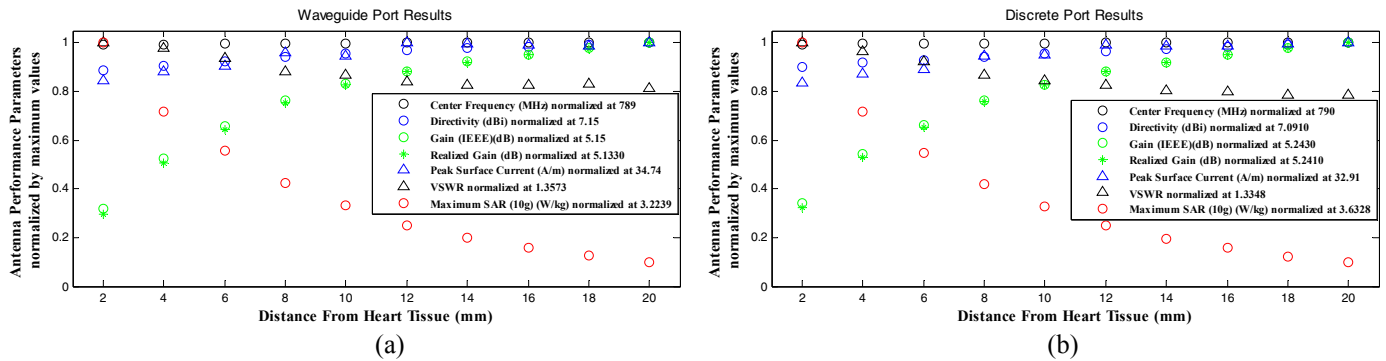 Waveguide Port Results
Antenna Performance Parameters
normalized by maximum values
1
0.8
0.6
0.4
0.2
0
Center Frequency (MHz) normalized at 789
Directivity (dBi) normalized at 7.15
Gain (IEEE)(dB) normalized at 5.15
Realized Gain (dB) normalized at 5.1330
Peak Surface Current (A/m) normalized at 34.74
VSWR normalized at 1.3573
Maximum SAR (10g) (W/kg) normalized at 3.2239
2 4 6 8 10 12 14 16 18 20
Distance From Heart Tissue (mm)
(a)
Discrete Port Results
Antenna Performance Parameters
normalized by maximum values
1
0.8
0.6
0.4
0.2
0
Center Frequency (MHz) normalized at 790
Directivity (dBi) normalized at 7.0910
Gain (IEEE)(dB) normalized at 5.2430
Realized Gain (dB) normalized at 5.2410
Peak Surface Current (A/m) normalized at 32.91
VSWR normalized at 1.3348
Maximum SAR (10g) (W/kg) normalized at 3.6328
2 4 6 8 10 12 14 16 18 20
Distance From Heart Tissue (mm)
(b)